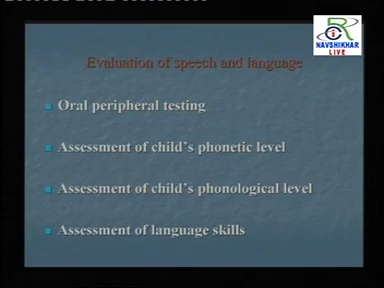 NAVSHIKHAR
LIVE
Evaluation of speech and language
Oral peripheral testing
Assessment of child's phonetic level
Assessment of child's phonological level
Assessment of language skills